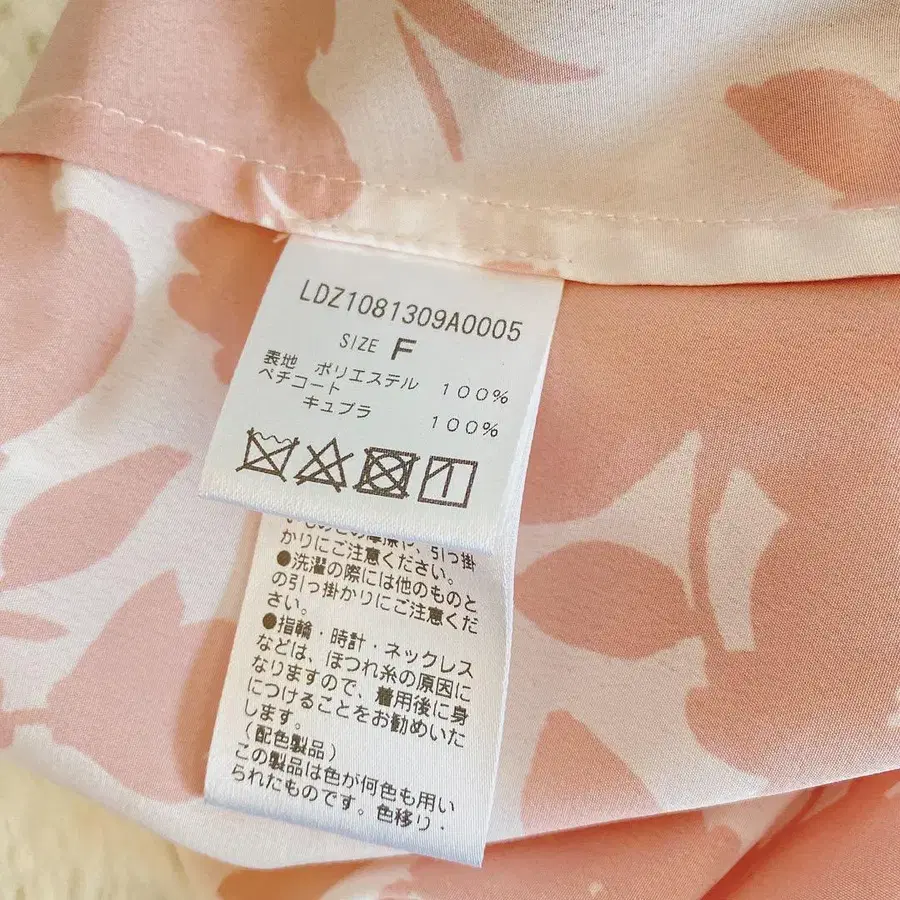 LDZ1081309A0005
SIZE F
表地 ポリエステル 100%
ペチコート
キュプラ 100%
引っ掛
かりにご注意ください。
●洗濯の際には他のものと
の引っ掛かりにご注意くだ
さい。
●指輪・時計・ネックレス
などは、ほつれ糸の原因に
なりますので、着用後に身
につけることをお勧めいた
します。
(配色製品)
この製品は色が何色も用い
られたものです。色移り・